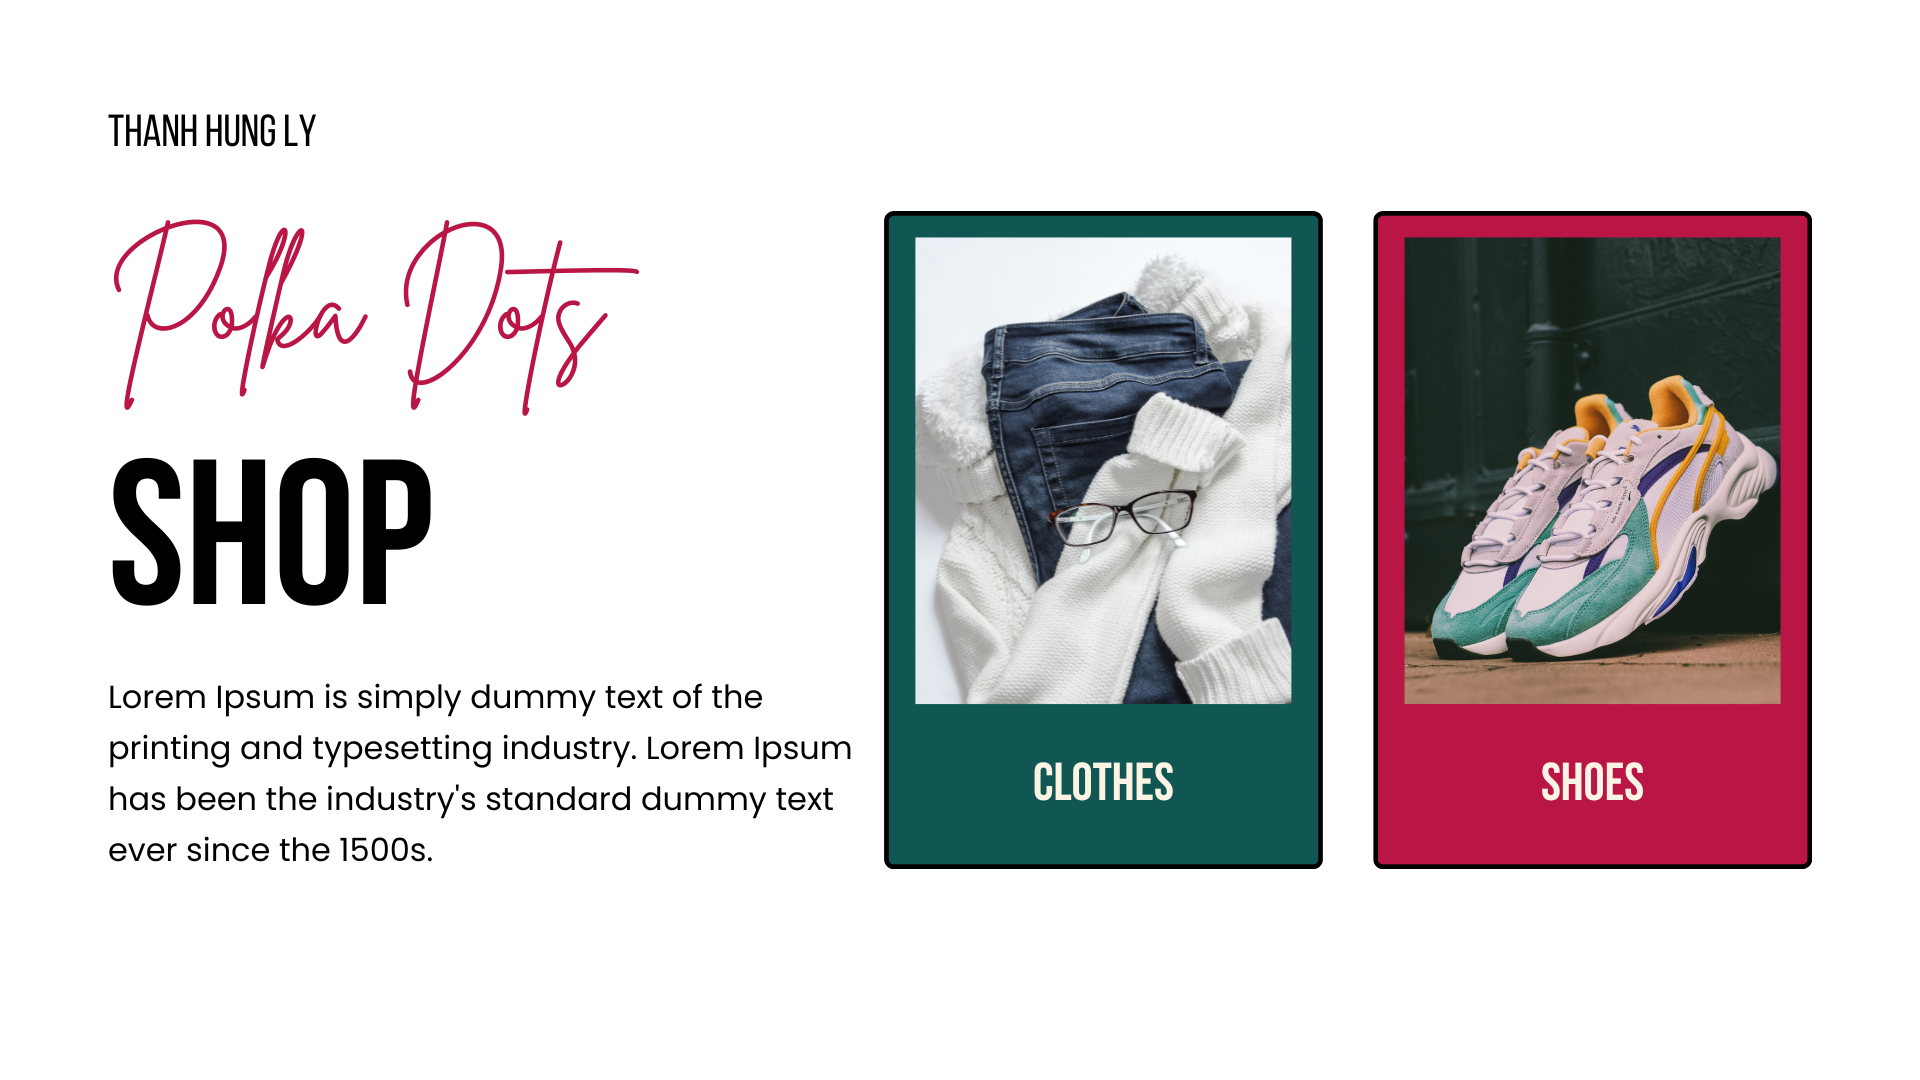 THANH HUNG LY
Polka Dots
SHOP
Lorem Ipsum is simply dummy text of the
printing and typesetting industry. Lorem Ipsum
has been the industry's standard dummy text
ever since the 1500s.
CLOTHES
SHOES